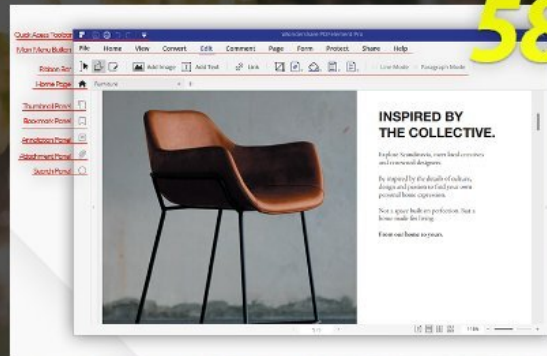 58
Quick Acess Toolbar
Wondershare PDFelement Pro
Main Menu Button
File Home View Convert Edit Comment Page Form Protect Share Help
Ribbon Bar
Add Image Add Text Link Line Mode Paragraph Mode
Home Page
Furniture
Thumbnail Panel
Bookmark Panel
Annotation Panel
Attachment Panel
Search Panel
INSPIRED BY
THE COLLECTIVE.
Explore Scandinavia, meet local creatives
and renowned designers.
Be inspired by the details of culture,
design and passion to find your own
personal home expression.
Not a space built on perfection. But a
home made for living.
From our home to yours.